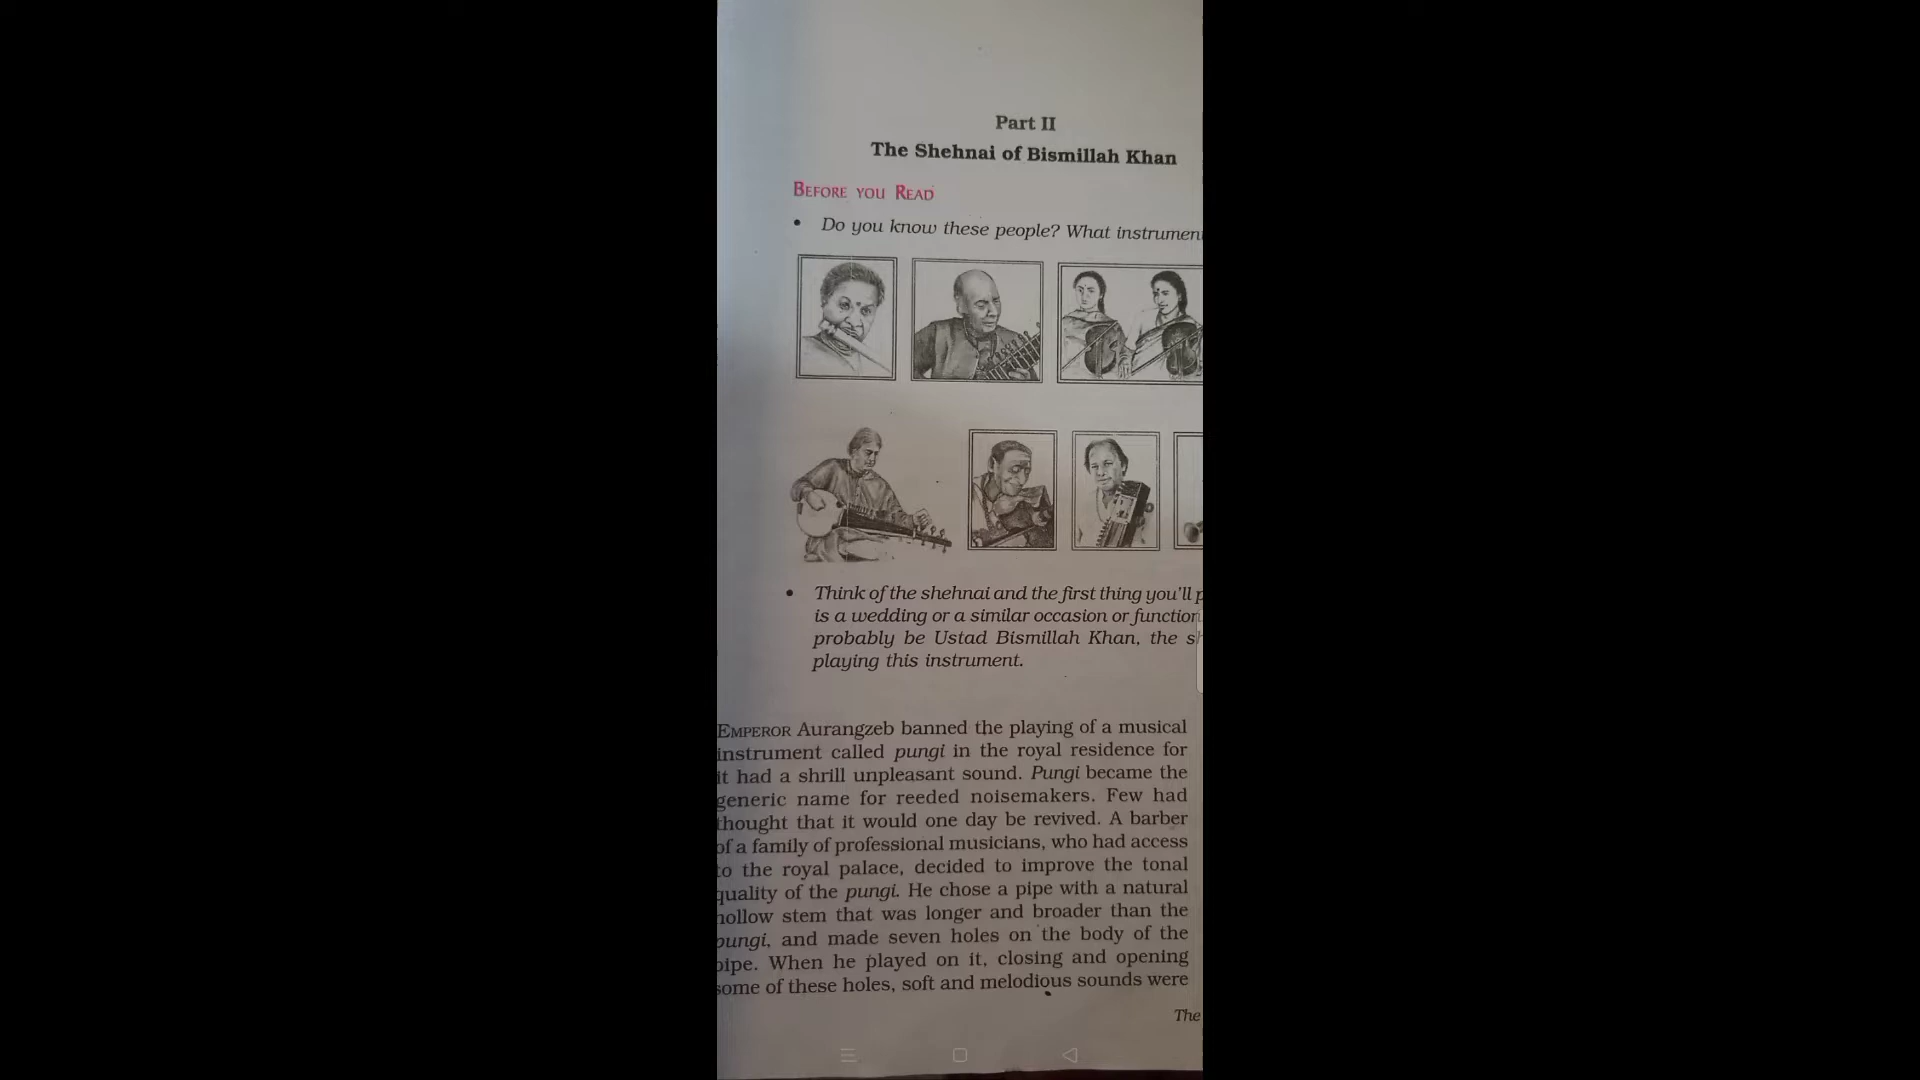 Part II
The Shehnai of Bismillah Khan
BEFORE YOU READ
• Do you know these people? What
• Think of the shehnai and the first thing you'll
is a wedding or a similar occasion or function
probably be Ustad Bismillah Khan, the
playing this instrument.
EMPEROR Aurangzeb banned the playing of a musical
instrument called pungi in the royal residence for
it had a shrill unpleasant sound. Pungi became the
generic name for reeded noisemakers. Few had
thought that it would one day be revived. A barber
of a family of professional musicians, who had access
to the royal palace, decided to improve the tonal
quality of the pungi. He chose a pipe with a natural
hollow stem that was longer and broader than the
pungi, and made seven holes on the body of the
pipe. When he played on it, closing and opening
some of these holes, soft and melodious sounds were
The